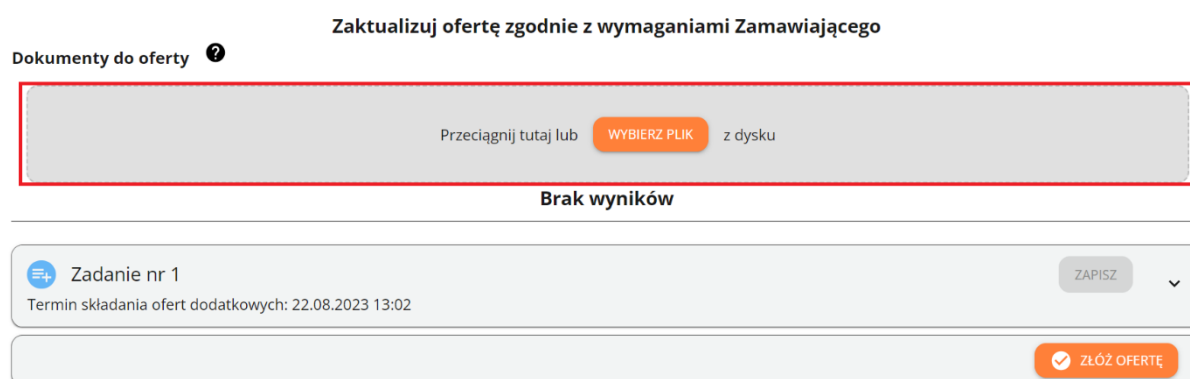 Zaktualizuj ofertę zgodnie z wymaganiami Zamawiającego
Dokumenty do oferty ?
Przeciągnij tutaj lub WYBIERZ PLIK z dysku
Brak wyników
Zadanie nr 1
ZAPISZ
Termin składania ofert dodatkowych: 22.08.2023 13:02
ZŁÓŻ OFERTĘ